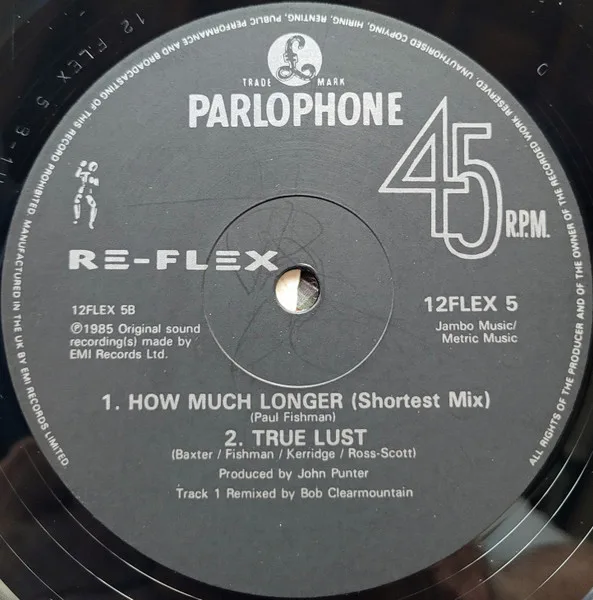 UNAUTHORISED COPYING, HIRING, RENTING, PUBLIC PERFORMANCE AND BROADCASTING OF THIS RECORD PROHIBITED. MANUFACTURED IN THE UK BY EMI RECORDS LIMITED.
ALL RIGHTS OF THE PRODUCER AND OF THE OWNER OF THE RECORDED WORK RESERVED.
£
TRADE MARK
PARLOPHONE
45
R.P.M.
RE-FLEX
12FLEX 5B
℗1985 Original sound
recording(s) made by
EMI Records Ltd.
12FLEX 5
Jambo Music/
Metric Music
1. HOW MUCH LONGER (Shortest Mix)
(Paul Fishman)
2. TRUE LUST
(Baxter / Fishman / Kerridge / Ross-Scott)
Produced by John Punter
Track 1 Remixed by Bob Clearmountain